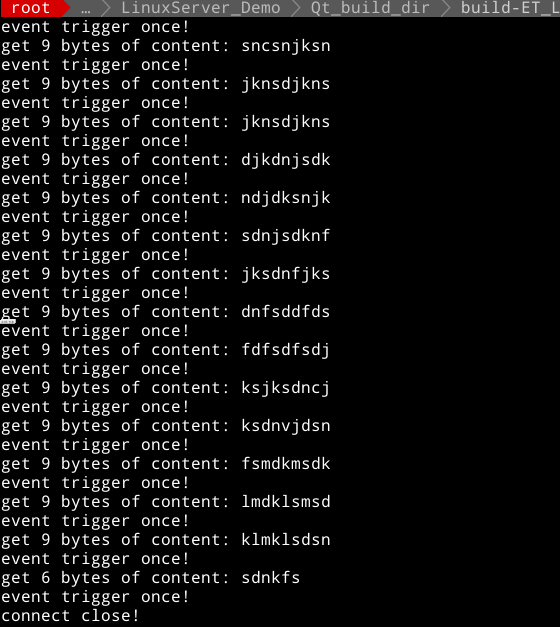 root … LinuxServer_Demo Qt_build_dir build-ET_L
event trigger once!
get 9 bytes of content: sncsnjksn
event trigger once!
get 9 bytes of content: jknsdjkns
event trigger once!
get 9 bytes of content: jknsdjkns
event trigger once!
get 9 bytes of content: djkdnjsdk
event trigger once!
get 9 bytes of content: ndjdksnjk
event trigger once!
get 9 bytes of content: sdnjsdknf
event trigger once!
get 9 bytes of content: jksdnfjks
event trigger once!
get 9 bytes of content: dnfsddfds
event trigger once!
get 9 bytes of content: fdfsdfsdj
event trigger once!
get 9 bytes of content: ksjksdncj
event trigger once!
get 9 bytes of content: ksdnvjdsn
event trigger once!
get 9 bytes of content: fsmdkmsdk
event trigger once!
get 9 bytes of content: lmdklsmsd
event trigger once!
get 9 bytes of content: klmklsdsn
event trigger once!
get 6 bytes of content: sdnkfs
event trigger once!
connect close!